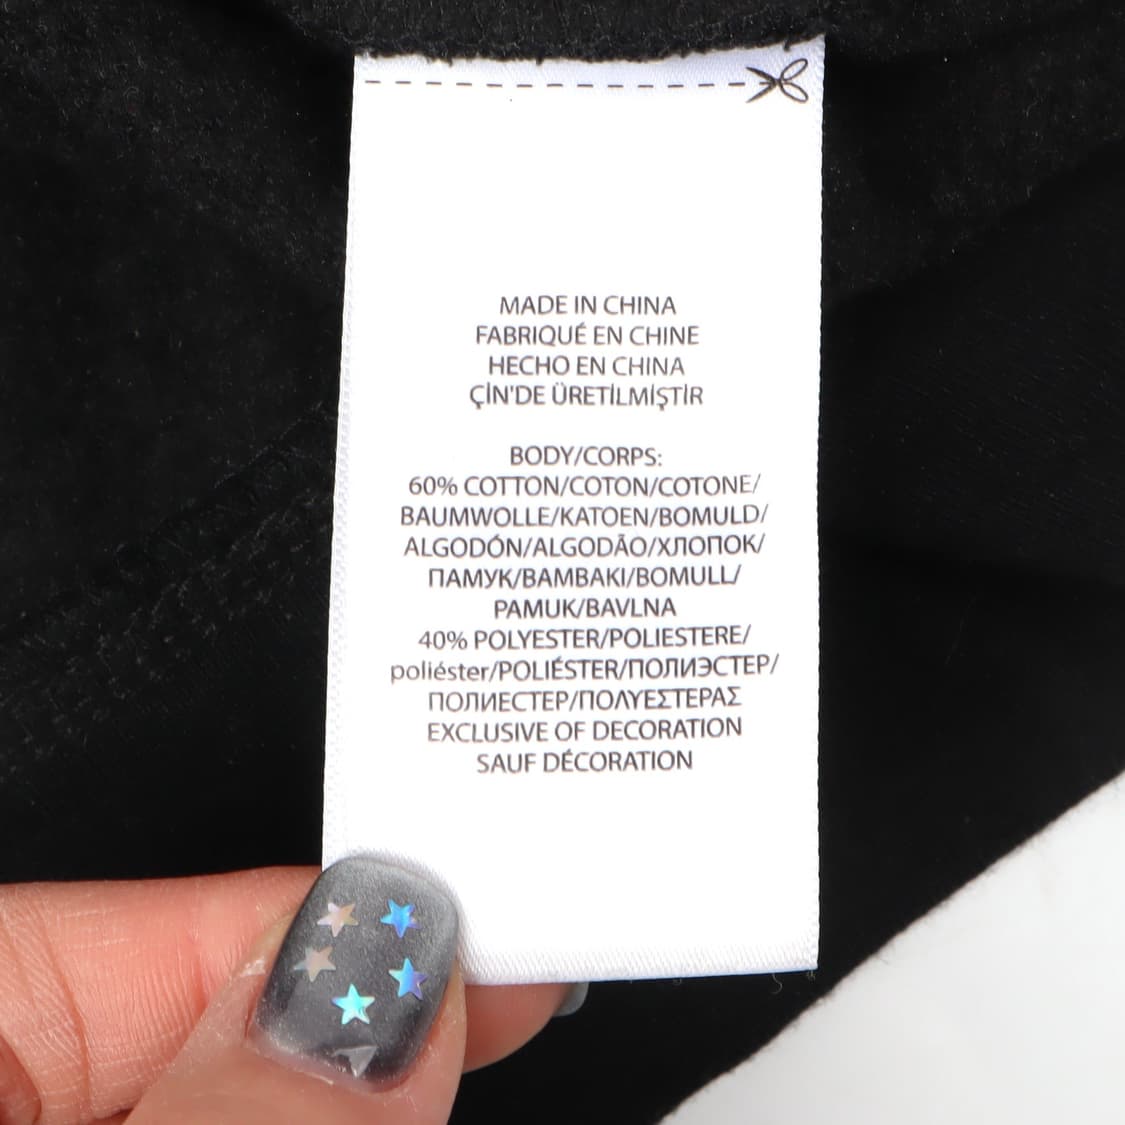 MADE IN CHINA
FABRIQUÉ EN CHINE
HECHO EN CHINA
ÇİN'DE ÜRETİLMİŞTİR
BODY/CORPS:
60% COTTON/COTON/COTONE/
BAUMWOLLE/KATOEN/BOMULD/
ALGODÓN/ALGODÃO/ХЛОПОК/
ПАМУК/BAMBAKI/BOMULL/
PAMUK/BAVLNA
40% POLYESTER/POLIESTERE/
poliéster/POLIÉSTER/ПОЛИЭСТЕР/
ПОЛИЕСТЕР/ΠΟΛΥΕΣΤΕΡΑΣ
EXCLUSIVE OF DECORATION
SAUF DÉCORATION